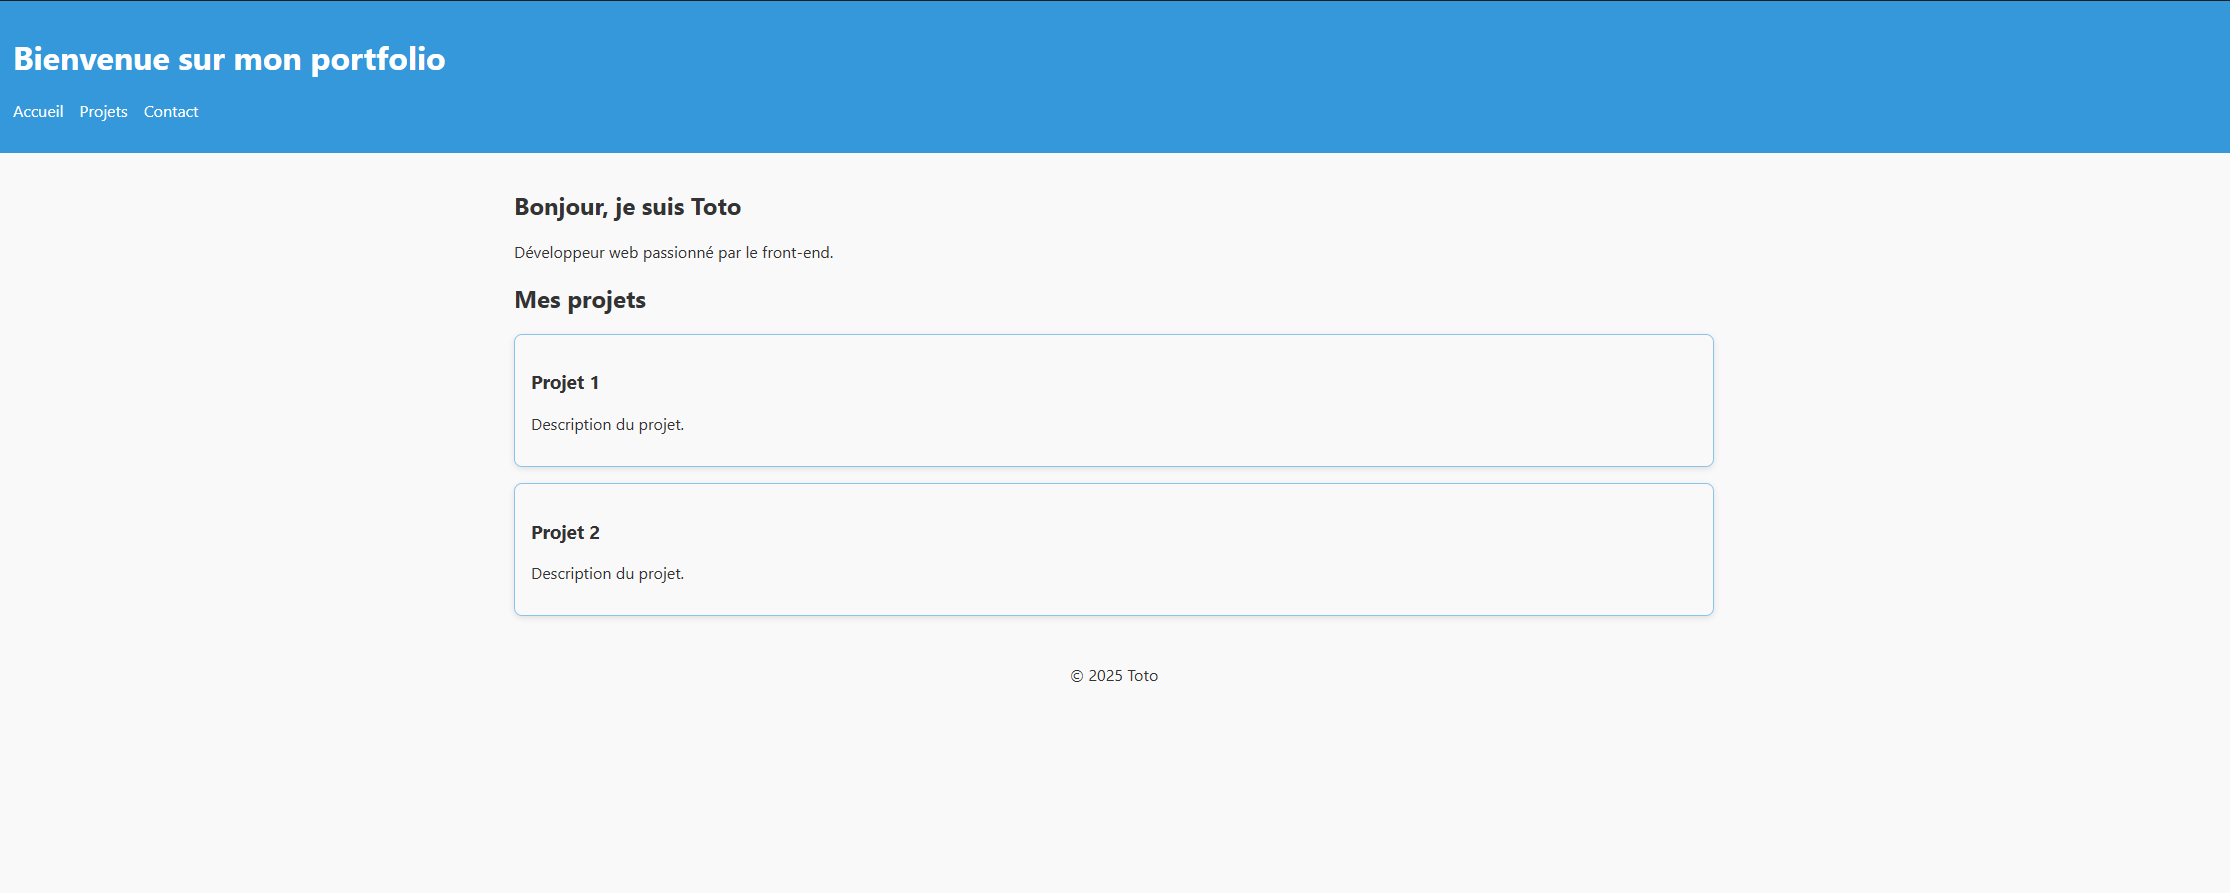 Bienvenue sur mon portfolio
Accueil Projets Contact
Bonjour, je suis Toto
Développeur web passionné par le front-end.
Mes projets
Projet 1
Description du projet.
Projet 2
Description du projet.
© 2025 Toto